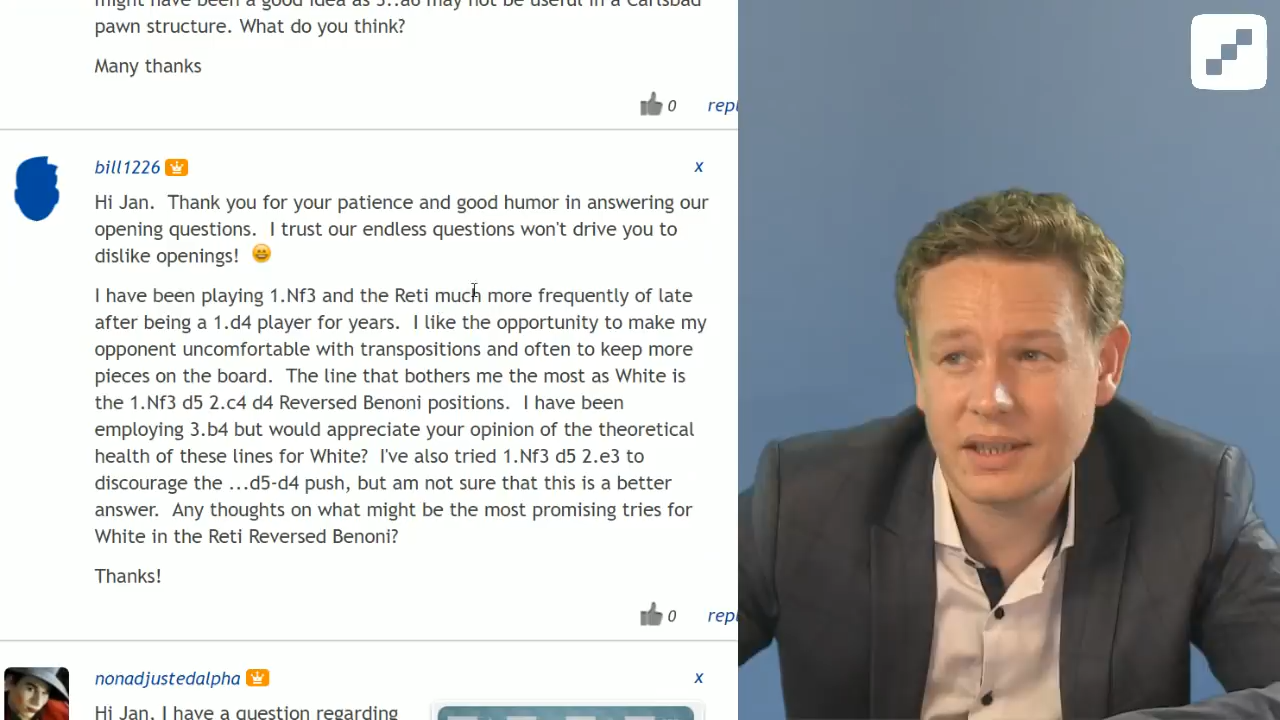 might have been a good idea as 5..a6 may not be useful in a Carlsbad
pawn structure. What do you think?
Many thanks
0 repl
bill1226 x
Hi Jan. Thank you for your patience and good humor in answering our
opening questions. I trust our endless questions won't drive you to
dislike openings! 😀
I have been playing 1.Nf3 and the Reti much more frequently of late
after being a 1.d4 player for years. I like the opportunity to make my
opponent uncomfortable with transpositions and often to keep more
pieces on the board. The line that bothers me the most as White is
the 1.Nf3 d5 2.c4 d4 Reversed Benoni positions. I have been
employing 3.b4 but would appreciate your opinion of the theoretical
health of these lines for White? I've also tried 1.Nf3 d5 2.e3 to
discourage the ...d5-d4 push, but am not sure that this is a better
answer. Any thoughts on what might be the most promising tries for
White in the Reti Reversed Benoni?
Thanks!
0 repl
nonadjustedalpha x
Hi Jan, I have a question regarding